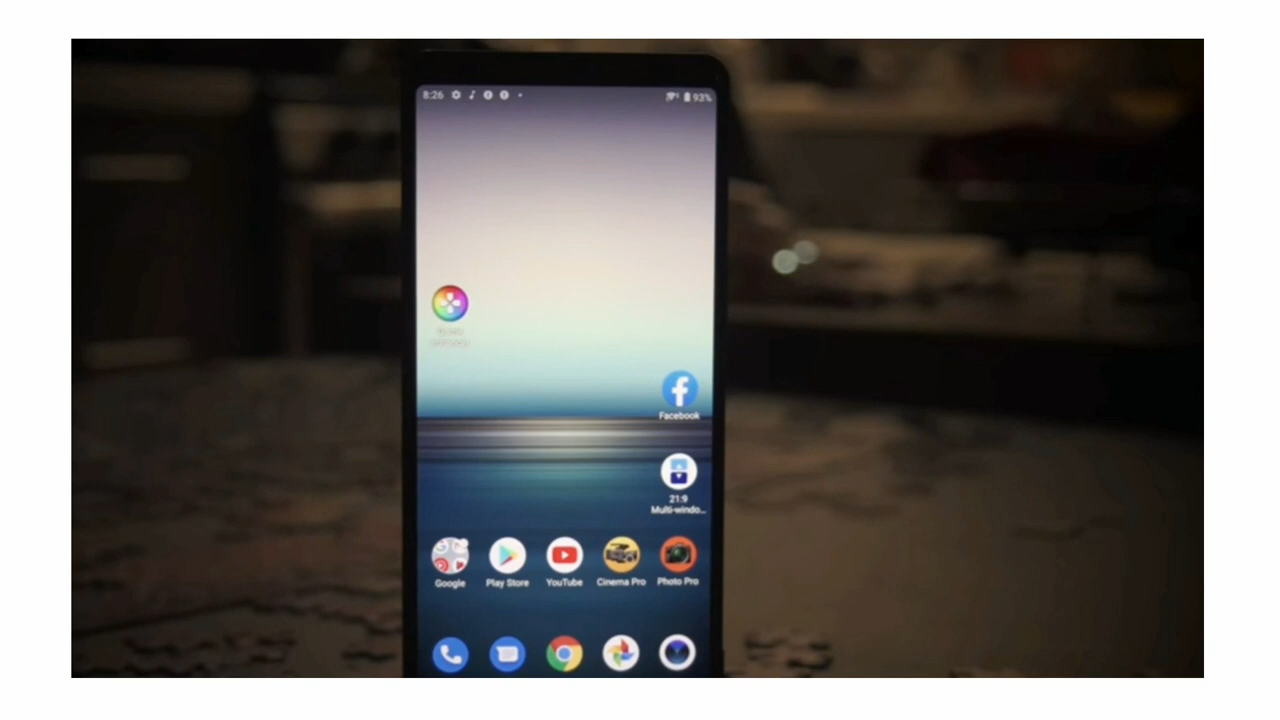 8:26
93%
Facebook
21:9
Multi-windo...
Google
Play Store
YouTube
Cinema Pro
Photo Pro